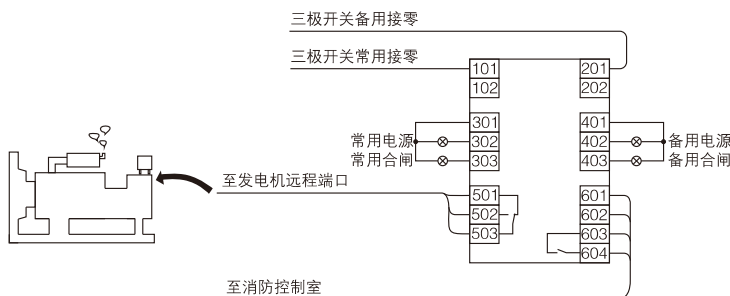 三极开关备用接零
三极开关常用接零
101 201
102 202
301 401
常用电源 302 402 备用电源
常用合闸 303 403 备用合闸
至发电机远程端口
501 601
502 602
503 603
604
至消防控制室